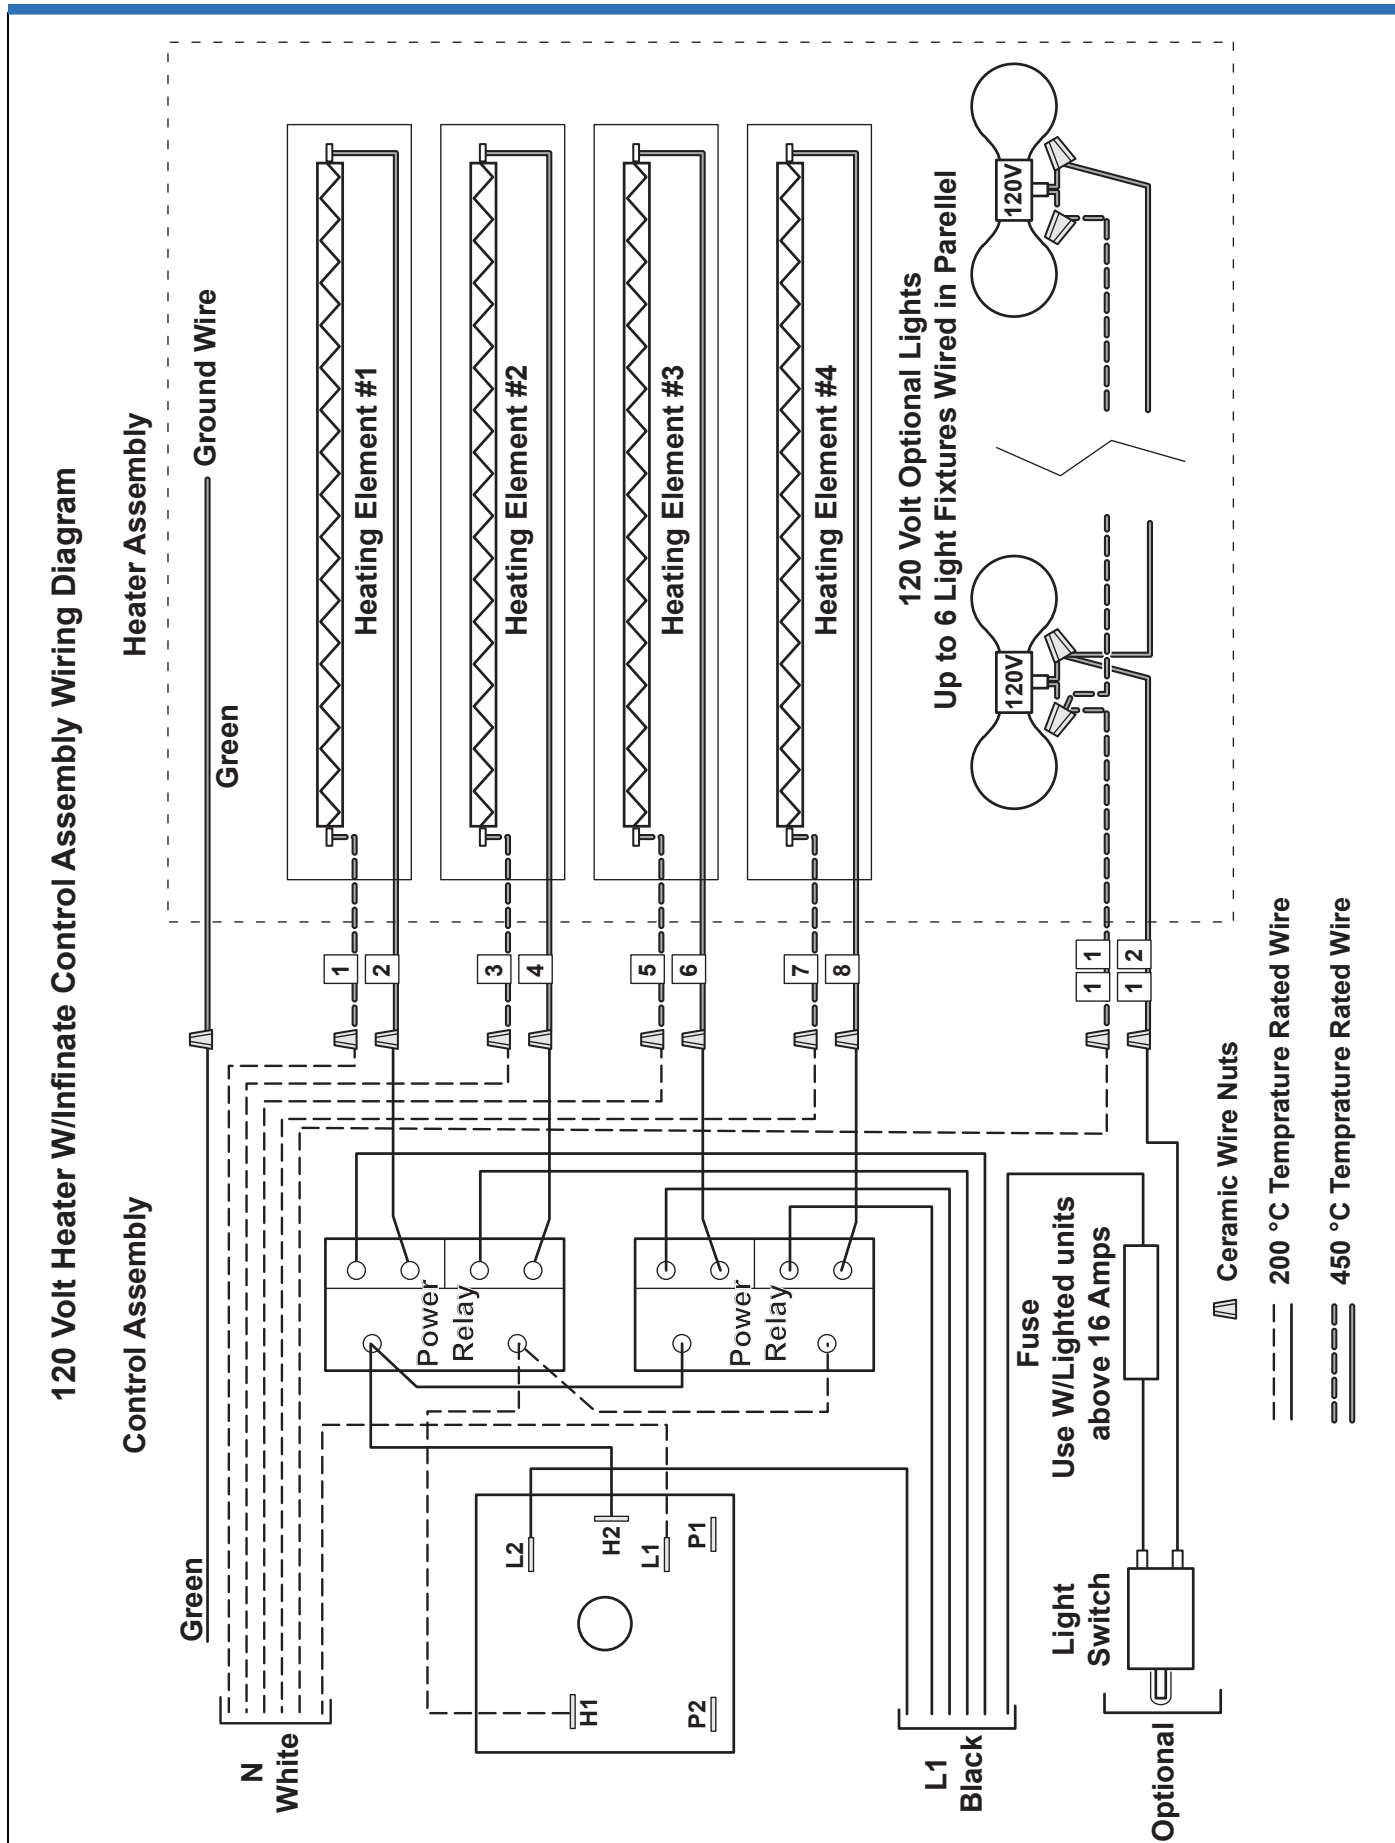 120 Volt Heater W/Infinate Control Assembly Wiring Diagram
Control Assembly
Heater Assembly
Green
Green
Ground Wire
N
White
1
2
3
4
5
6
7
8
1 1
1 2
Heating Element #1
Heating Element #2
Heating Element #3
Heating Element #4
Power
Relay
Power
Relay
L2
H2
L1
P1
H1
P2
L1
Black
120 Volt Optional Lights
Up to 6 Light Fixtures Wired in Parellel
120V
120V
Fuse
Use W/Lighted units
above 16 Amps
Light
Switch
Optional
Ceramic Wire Nuts
200 °C Temprature Rated Wire
450 °C Temprature Rated Wire